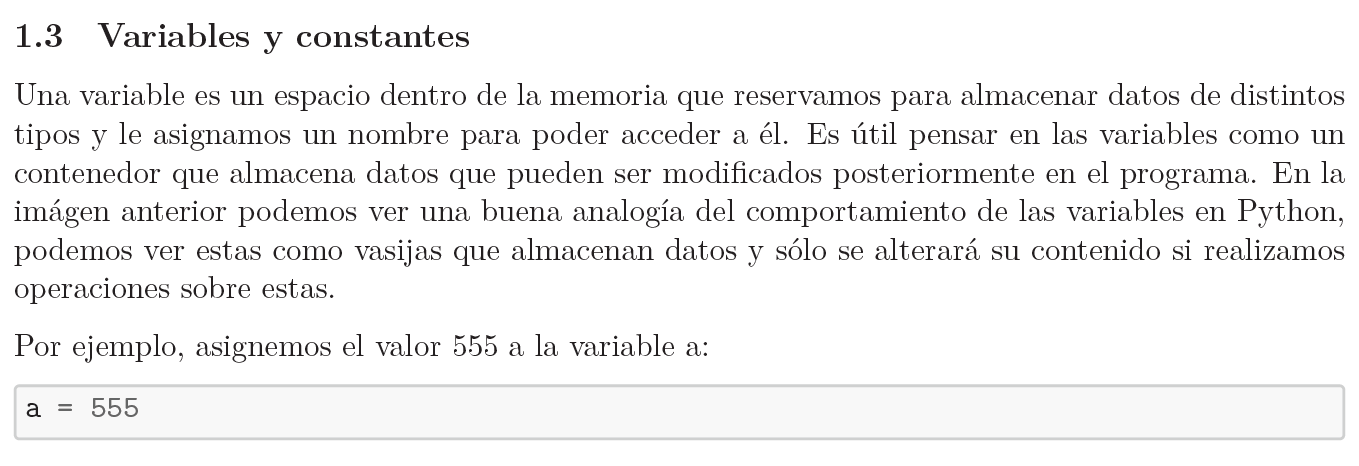 1.3 Variables y constantes
Una variable es un espacio dentro de la memoria que reservamos para almacenar datos de distintos
tipos y le asignamos un nombre para poder acceder a él. Es útil pensar en las variables como un
contenedor que almacena datos que pueden ser modificados posteriormente en el programa. En la
imágen anterior podemos ver una buena analogía del comportamiento de las variables en Python,
podemos ver estas como vasijas que almacenan datos y sólo se alterará su contenido si realizamos
operaciones sobre estas.
Por ejemplo, asignemos el valor 555 a la variable a:
a = 555